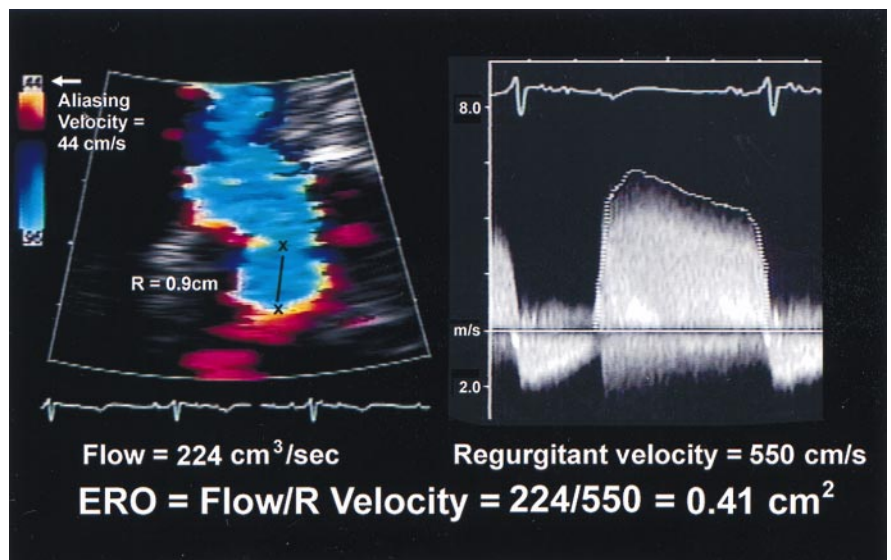 44
Aliasing
Velocity =
44 cm/s
R = 0.9cm
8.0
m/s
2.0
Flow = 224 cm³/sec
Regurgitant velocity = 550 cm/s
ERO = Flow/R Velocity = 224/550 = 0.41 cm²